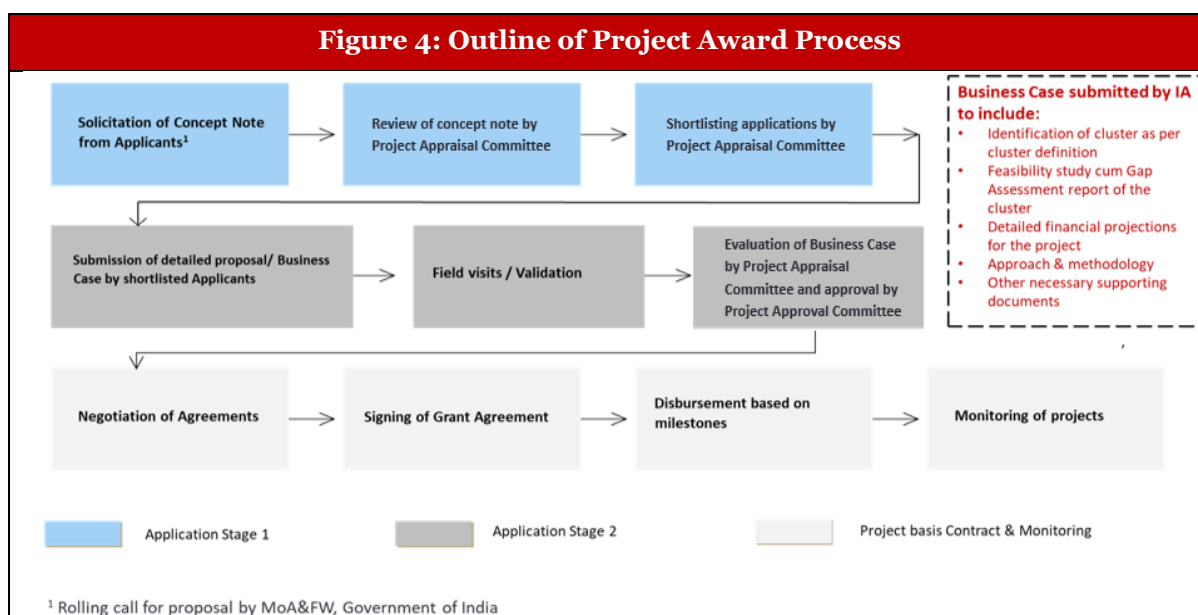 Figure 4: Outline of Project Award Process
Solicitation of Concept Note
from Applicants¹
Review of concept note by
Project Appraisal Committee
Shortlisting applications by
Project Appraisal Committee
Business Case submitted by IA
to include:
• Identification of cluster as per
cluster definition
• Feasibility study cum Gap
Assessment report of the
cluster
• Detailed financial projections
for the project
• Approach & methodology
• Other necessary supporting
documents
Submission of detailed proposal/ Business
Case by shortlisted Applicants
Field visits / Validation
Evaluation of Business Case
by Project Appraisal
Committee and approval by
Project Approval Committee
,
Negotiation of Agreements
Signing of Grant Agreement
Disbursement based on
milestones
Monitoring of projects
Application Stage 1
Application Stage 2
Project basis Contract & Monitoring
¹ Rolling call for proposal by MoA&FW, Government of India